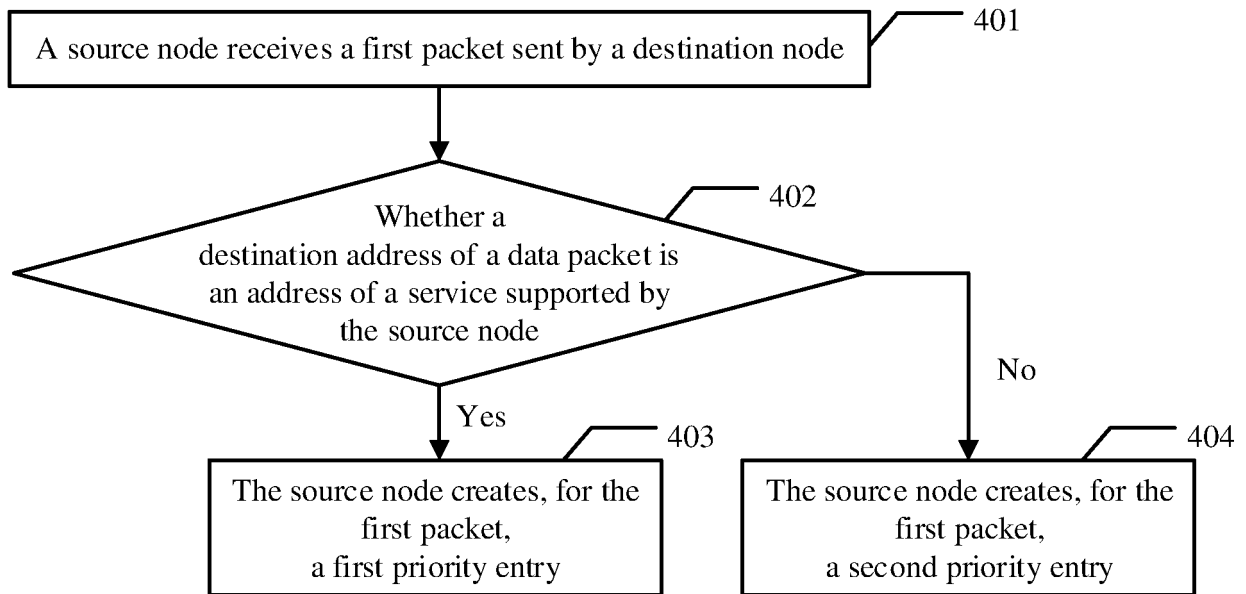 401
A source node receives a first packet sent by a destination node
402
Whether a
destination address of a data packet is
an address of a service supported by
the source node
Yes
No
403
The source node creates, for the
first packet,
a first priority entry
404
The source node creates, for the
first packet,
a second priority entry